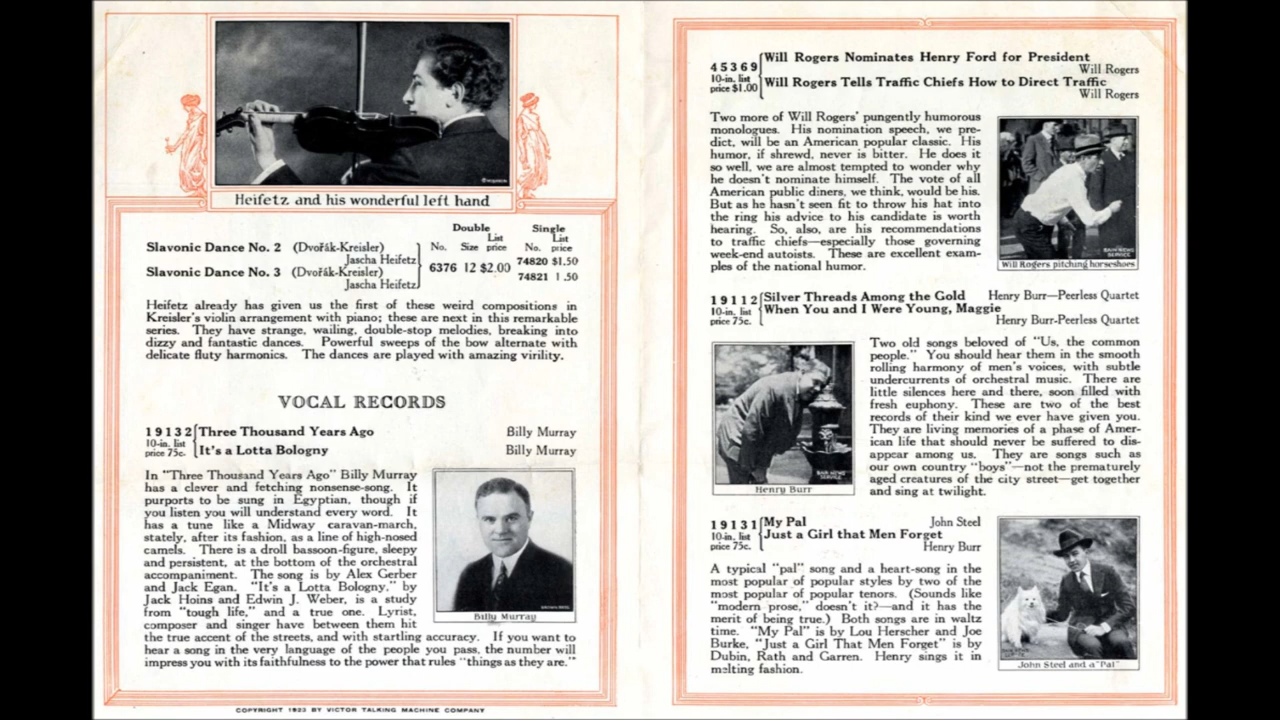 Heifetz and his wonderful left hand
Double Single
List List
No. Size price No. price
Slavonic Dance No. 2 (Dvořák-Kreisler)
Jascha Heifetz
Slavonic Dance No. 3 (Dvořák-Kreisler)
Jascha Heifetz
6376 12 $2.00
74820 $1.50
74821 1.50
Heifetz already has given us the first of these weird compositions in
Kreisler's violin arrangement with piano; these are next in this remarkable
series. They have strange, wailing, double-stop melodies, breaking into
dizzy and fantastic dances. Powerful sweeps of the bow alternate with
delicate fluty harmonics. The dances are played with amazing virility.
VOCAL RECORDS
19132 Three Thousand Years Ago Billy Murray
10-in. list
price 75c. It's a Lotta Bologny Billy Murray
In "Three Thousand Years Ago" Billy Murray
has a clever and fetching nonsense-song. It
purports to be sung in Egyptian, though if
you listen you will understand every word. It
has a tune like a Midway caravan-march,
stately, after its fashion, as a line of high-nosed
camels. There is a droll bassoon-figure, sleepy
and persistent, at the bottom of the orchestral
accompaniment. The song is by Alex Gerber
and Jack Egan. "It's a Lotta Bologny," by
Jack Hoins and Edwin J. Weber, is a study
from "tough life," and a true one. Lyrist,
composer and singer have between them hit
the true accent of the streets, and with startling accuracy. If you want to
hear a song in the very language of the people you pass, the number will
impress you with its faithfulness to the power that rules "things as they are."
Billy Murray
COPYRIGHT 1923 BY VICTOR TALKING MACHINE COMPANY
45369 Will Rogers Nominates Henry Ford for President
Will Rogers
10-in. list
price $1.00 Will Rogers Tells Traffic Chiefs How to Direct Traffic
Will Rogers
Two more of Will Rogers' pungently humorous
monologues. His nomination speech, we pre-
dict, will be an American popular classic. His
humor, if shrewd, never is bitter. He does it
so well, we are almost tempted to wonder why
he doesn't nominate himself. The vote of all
American public diners, we think, would be his.
But as he hasn't seen fit to throw his hat into
the ring his advice to his candidate is worth
hearing. So, also, are his recommendations
to traffic chiefs—especially those governing
week-end autoists. These are excellent exam-
ples of the national humor.
BAIN NEWS
SERVICE
Will Rogers pitching horseshoes
19112 Silver Threads Among the Gold Henry Burr—Peerless Quartet
10-in. list
price 75c. When You and I Were Young, Maggie
Henry Burr-Peerless Quartet
Two old songs beloved of "Us, the common
people." You should hear them in the smooth
rolling harmony of men's voices, with subtle
undercurrents of orchestral music. There are
little silences here and there, soon filled with
fresh euphony. These are two of the best
records of their kind we ever have given you.
They are living memories of a phase of Amer-
ican life that should never be suffered to dis-
appear among us. They are songs such as
our own country "boys"—not the prematurely
aged creatures of the city street—get together
and sing at twilight.
BAIN NEWS
SERVICE
Henry Burr
19131 My Pal John Steel
10-in. list
price 75c. Just a Girl that Men Forget
Henry Burr
A typical "pal" song and a heart-song in the
most popular of popular styles by two of the
most popular of popular tenors. (Sounds like
"modern prose," doesn't it?—and it has the
merit of being true.) Both songs are in waltz
time. "My Pal" is by Lou Herscher and Joe
Burke, "Just a Girl That Men Forget" is by
Dubin, Rath and Garren. Henry sings it in
melting fashion.
John Steel and a "Pal"